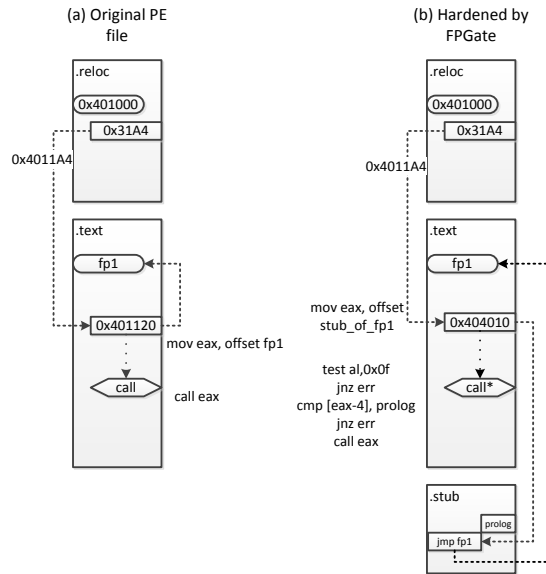 (a) Original PE
file
.reloc
0x401000
0x31A4
0x4011A4
.text
fp1
0x401120
mov eax, offset fp1
call
call eax
(b) Hardened by
FPGate
.reloc
0x401000
0x31A4
0x4011A4
.text
fp1
mov eax, offset
stub_of_fp1
0x404010
test al,0x0f
jnz err
cmp [eax-4], prolog
jnz err
call eax
call*
.stub
prolog
jmp fp1